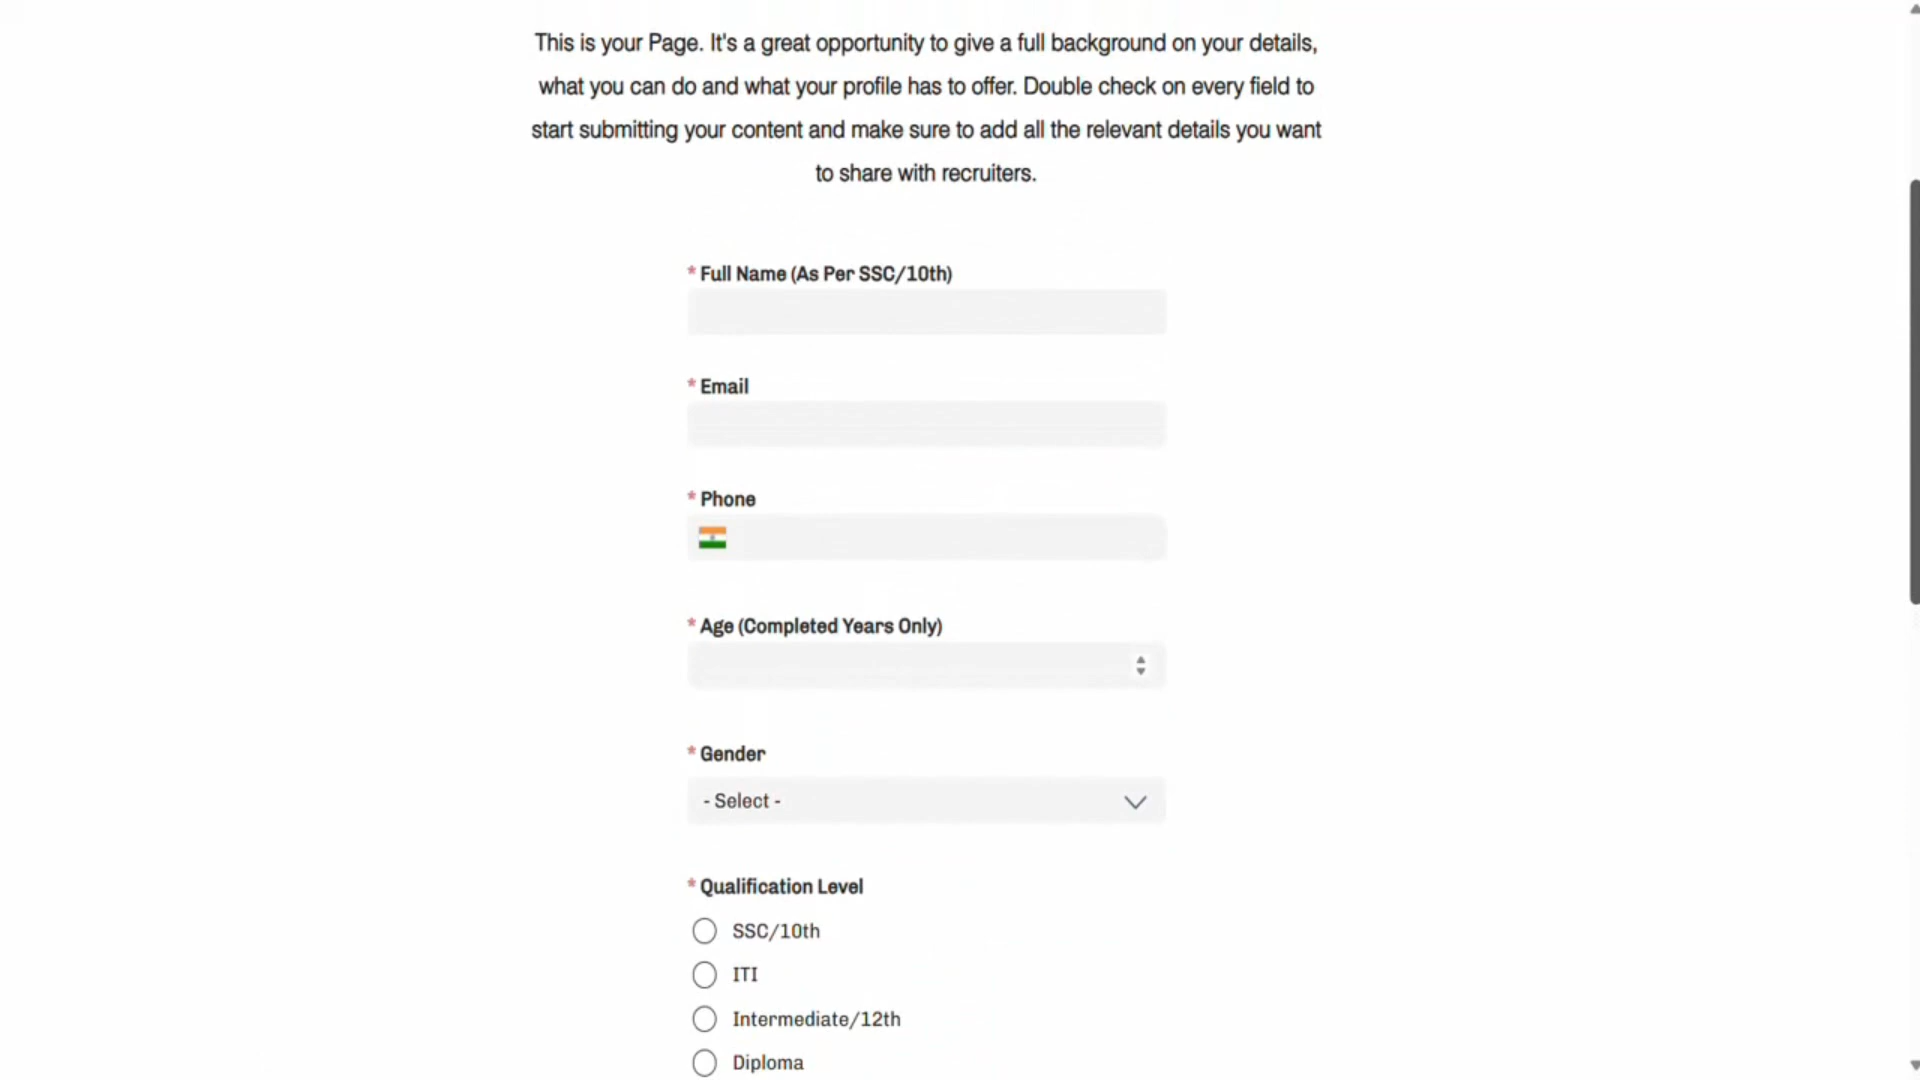 This is your Page. It's a great opportunity to give a full background on your details,
what you can do and what your profile has to offer. Double check on every field to
start submitting your content and make sure to add all the relevant details you want
to share with recruiters.
* Full Name (As Per SSC/10th)
* Email
* Phone
* Age (Completed Years Only)
* Gender
- Select -
* Qualification Level
SSC/10th
ITI
Intermediate/12th
Diploma